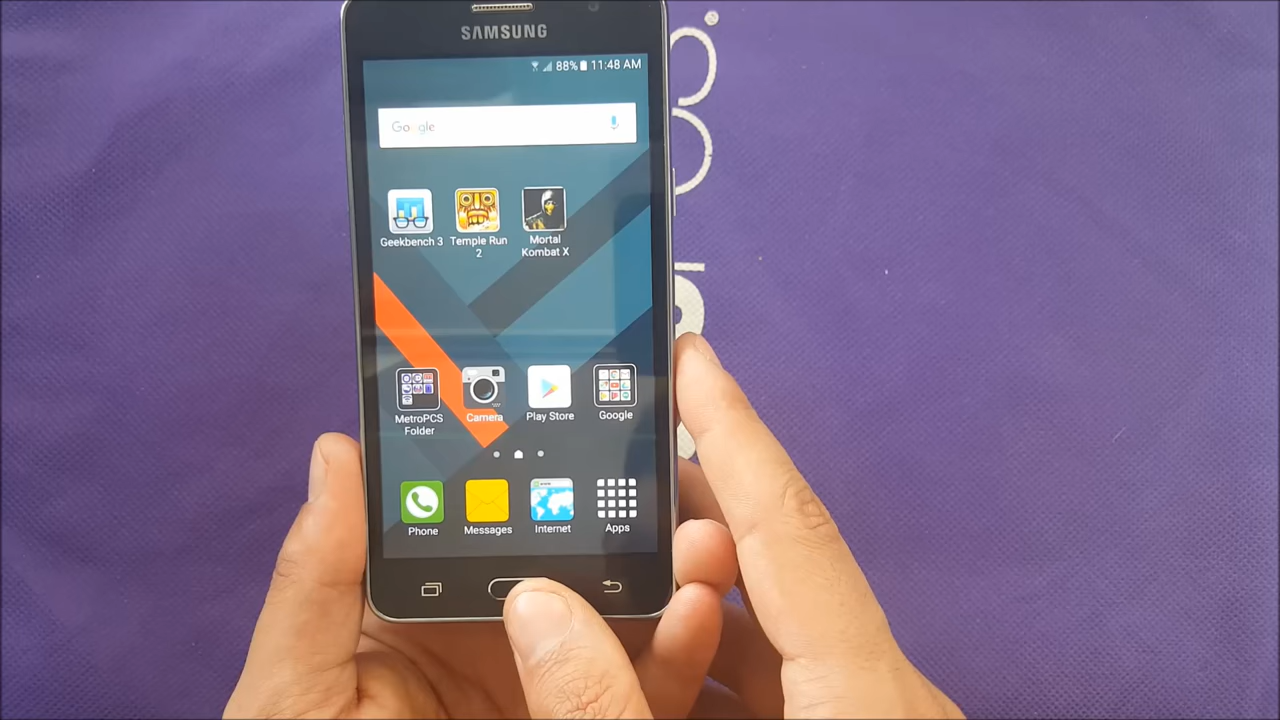 SAMSUNG
88% 11:48 AM
Google
Geekbench 3
Temple Run
2
Mortal
Kombat X
MetroPCS
Folder
Camera
Play Store
Google
Phone
Messages
Internet
Apps